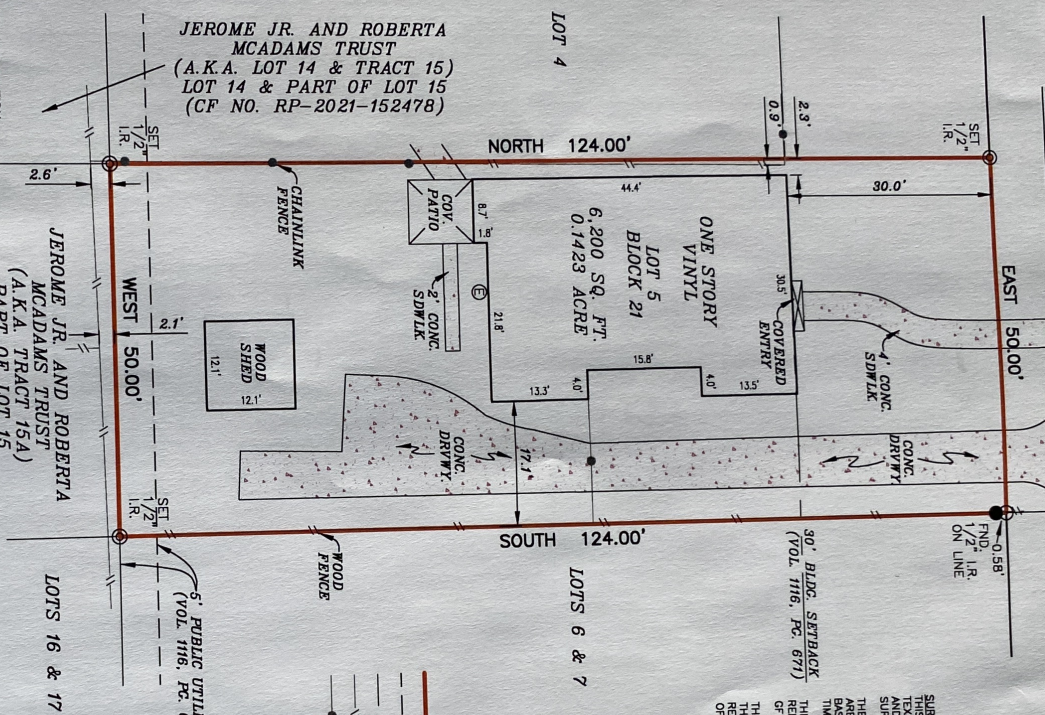 JEROME JR. AND ROBERTA
MCADAMS TRUST
(A.K.A. LOT 14 & TRACT 15)
LOT 14 & PART OF LOT 15
(CF NO. RP-2021-152478)
LOT 4
0.9'
2.3'
SET
1/2"
I.R.
SET
1/2"
I.R.
NORTH 124.00'
2.6'
30.0'
CHAINLINK
FENCE
COV.
PATIO
8.7'
1.8'
44.4'
ONE STORY
VINYL
LOT 5
BLOCK 21
6,200 SQ. FT.
0.1423 ACRE
30.5'
COVERED
ENTRY
4' CONC.
SDWLK.
EAST 50.00'
2' CONC.
SDWLK.
E
21.8'
JEROME JR. AND ROBERTA
MCADAMS TRUST
(A.K.A. TRACT 15A)
PART OF LOT 15
WEST 50.00'
2.1'
WOOD
SHED
12.1'
12.1'
13.3'
4.0'
15.8'
4.0'
13.5'
17.1'
CONC.
DRVWY.
CONC.
DRVWY.
SET
1/2"
I.R.
SOUTH 124.00'
0.58'
FND.
1/2" I.R.
ON LINE
WOOD
FENCE
30' BLDG. SETBACK
(VOL. 1116, PG. 671)
5' PUBLIC UTIL
(VOL. 1116, PG.
LOTS 6 & 7
LOTS 16 & 17